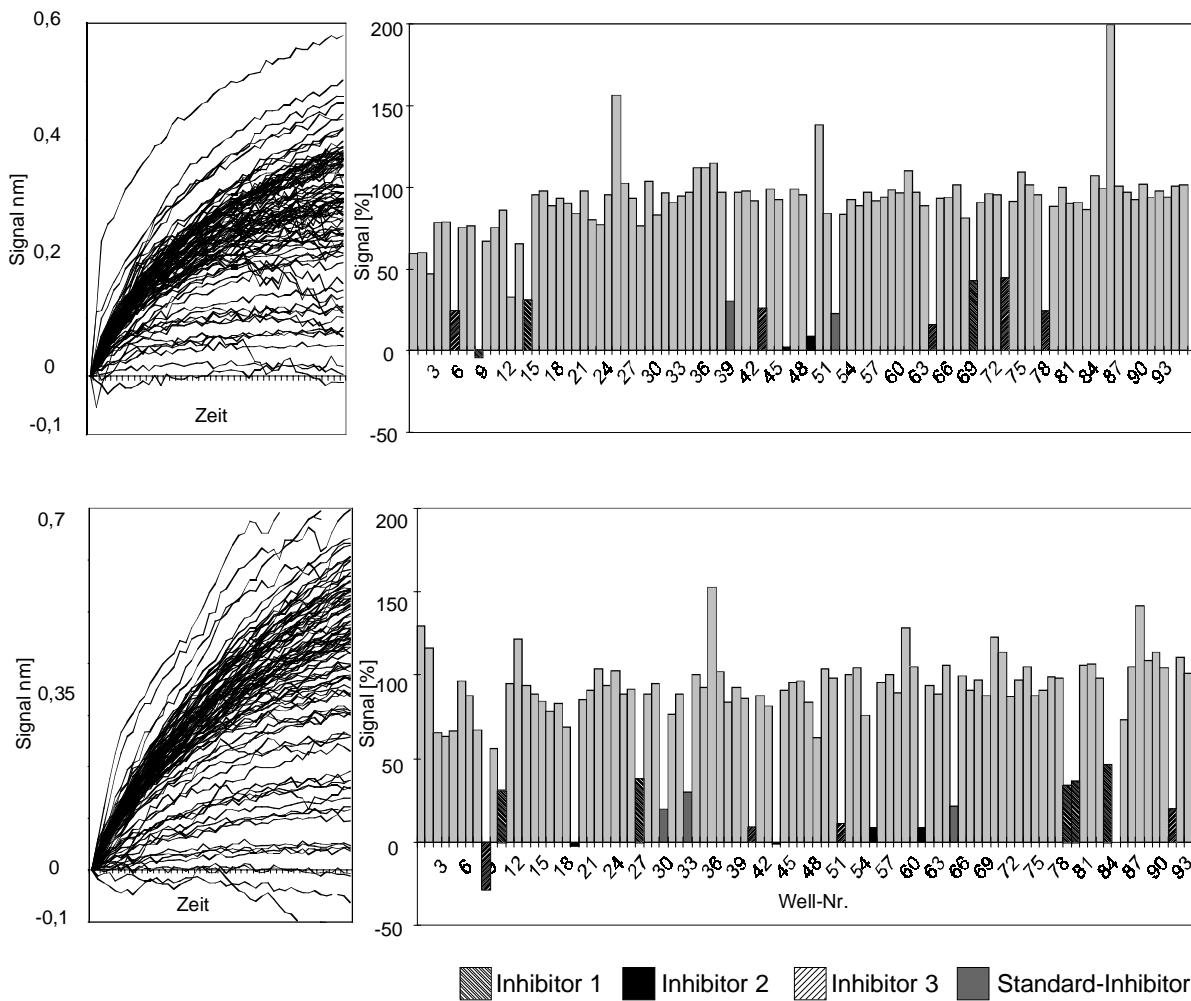 0,6
0,4
0,2
0
-0,1
Signal nm]
Zeit
200
150
100
50
0
-50
Signal [%]
3 6 9 12 15 18 21 24 27 30 33 36 39 42 45 48 51 54 57 60 63 66 69 72 75 78 81 84 87 90 93
0,7
0,35
0
-0,1
Signal nm]
Zeit
200
150
100
50
0
-50
Signal [%]
3 6 9 12 15 18 21 24 27 30 33 36 39 42 45 48 51 54 57 60 63 66 69 72 75 78 81 84 87 90 93
Well-Nr.
Inhibitor 1 Inhibitor 2 Inhibitor 3 Standard-Inhibitor